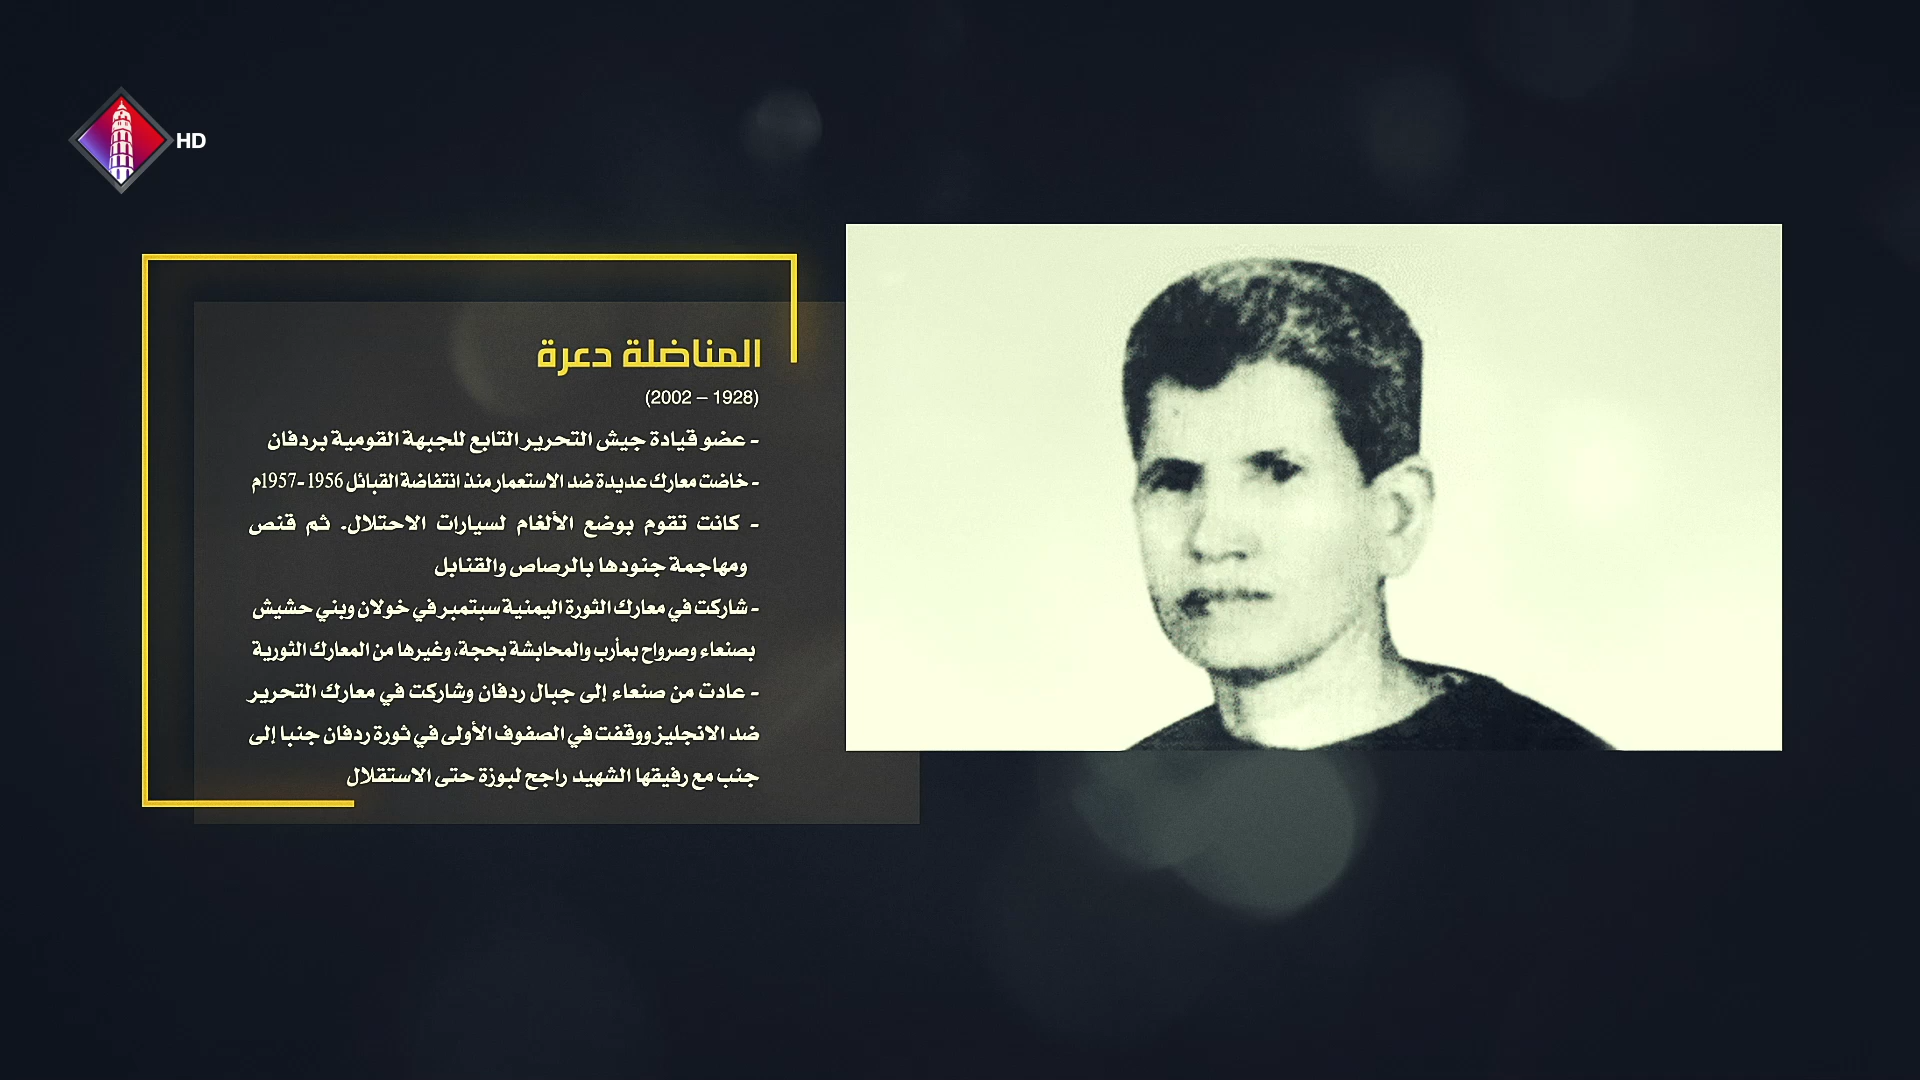 HD
المناضلة دعرة
(1928 – 2002)
- عضو قيادة جيش التحرير التابع للجبهة القومية بردفان
- خاضت معارك عديدة ضد الاستعمار منذ انتفاضة القبائل 1956 -1957م
- كانت تقوم بوضع الألغام لسيارات الاحتلال. ثم قنص
ومهاجمة جنودها بالرصاص والقنابل
- شاركت في معارك الثورة اليمنية سبتمبر في خولان وبني حشيش
بصنعاء وصرواح بمأرب والمحابشة بحجة، وغيرها من المعارك الثورية
- عادت من صنعاء إلى جبال ردفان وشاركت في معارك التحرير
ضد الانجليز ووقفت في الصفوف الأولى في ثورة ردفان جنبا إلى
جنب مع رفيقها الشهيد راجح لبوزة حتى الاستقلال